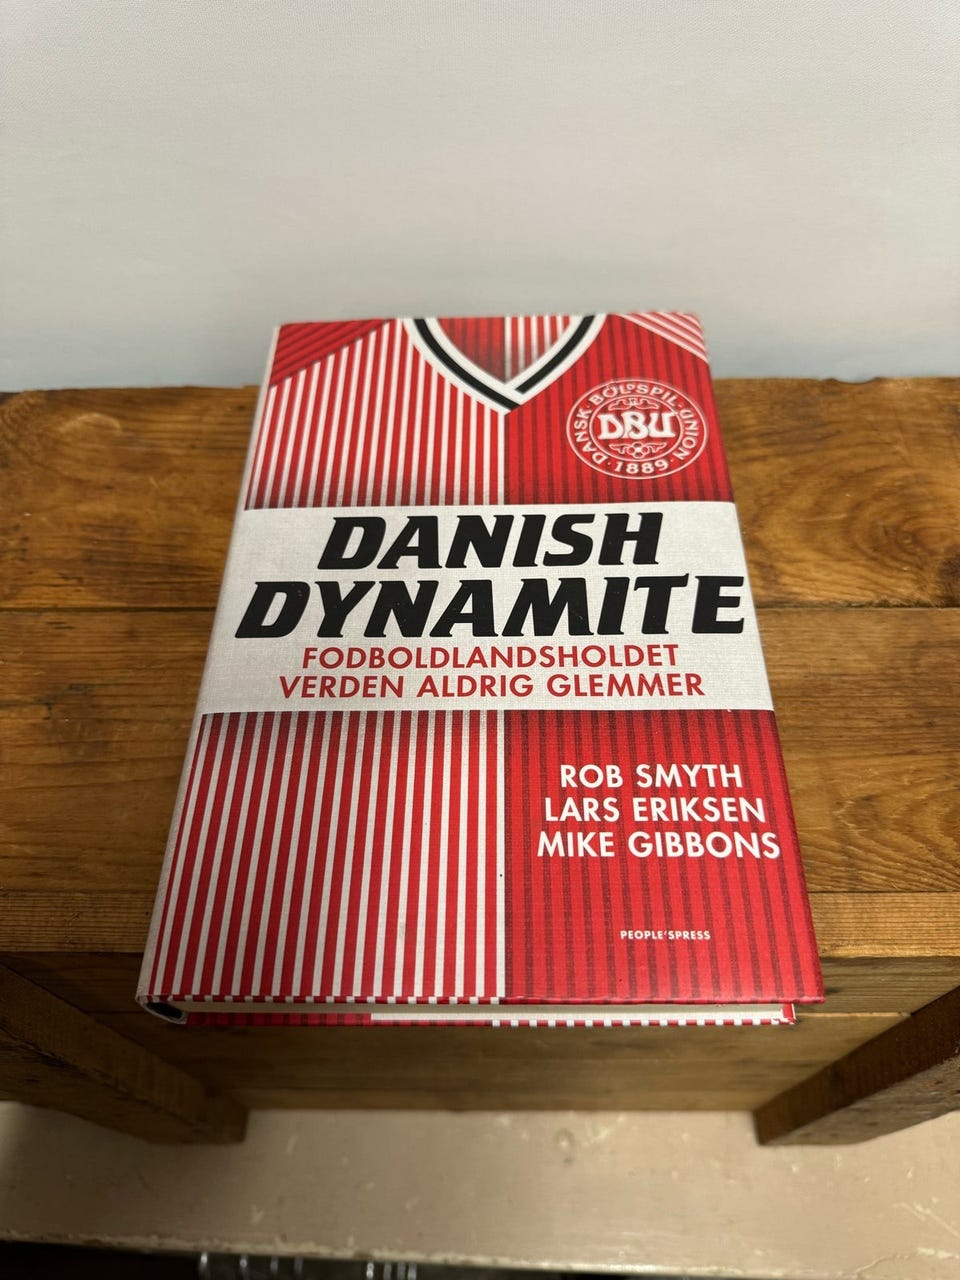 DANSK · BOLDSPIL · UNION
DBU
· 1889 ·
DANISH
DYNAMITE
FODBOLDLANDSHOLDET
VERDEN ALDRIG GLEMMER
ROB SMYTH
LARS ERIKSEN
MIKE GIBBONS
PEOPLE'SPRESS